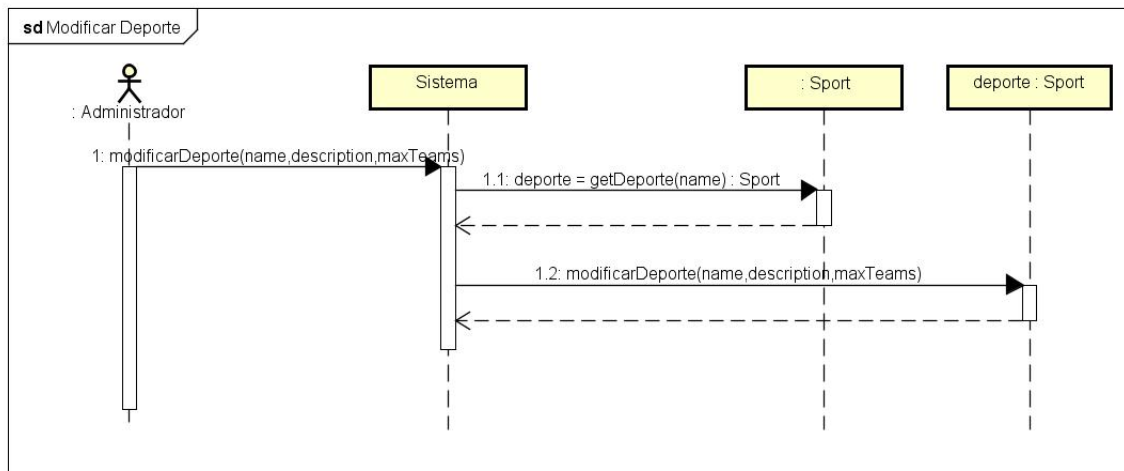 sd Modificar Deporte
: Administrador
Sistema
: Sport
deporte : Sport
1: modificarDeporte(name,description,maxTeams)
1.1: deporte = getDeporte(name) : Sport
1.2: modificarDeporte(name,description,maxTeams)